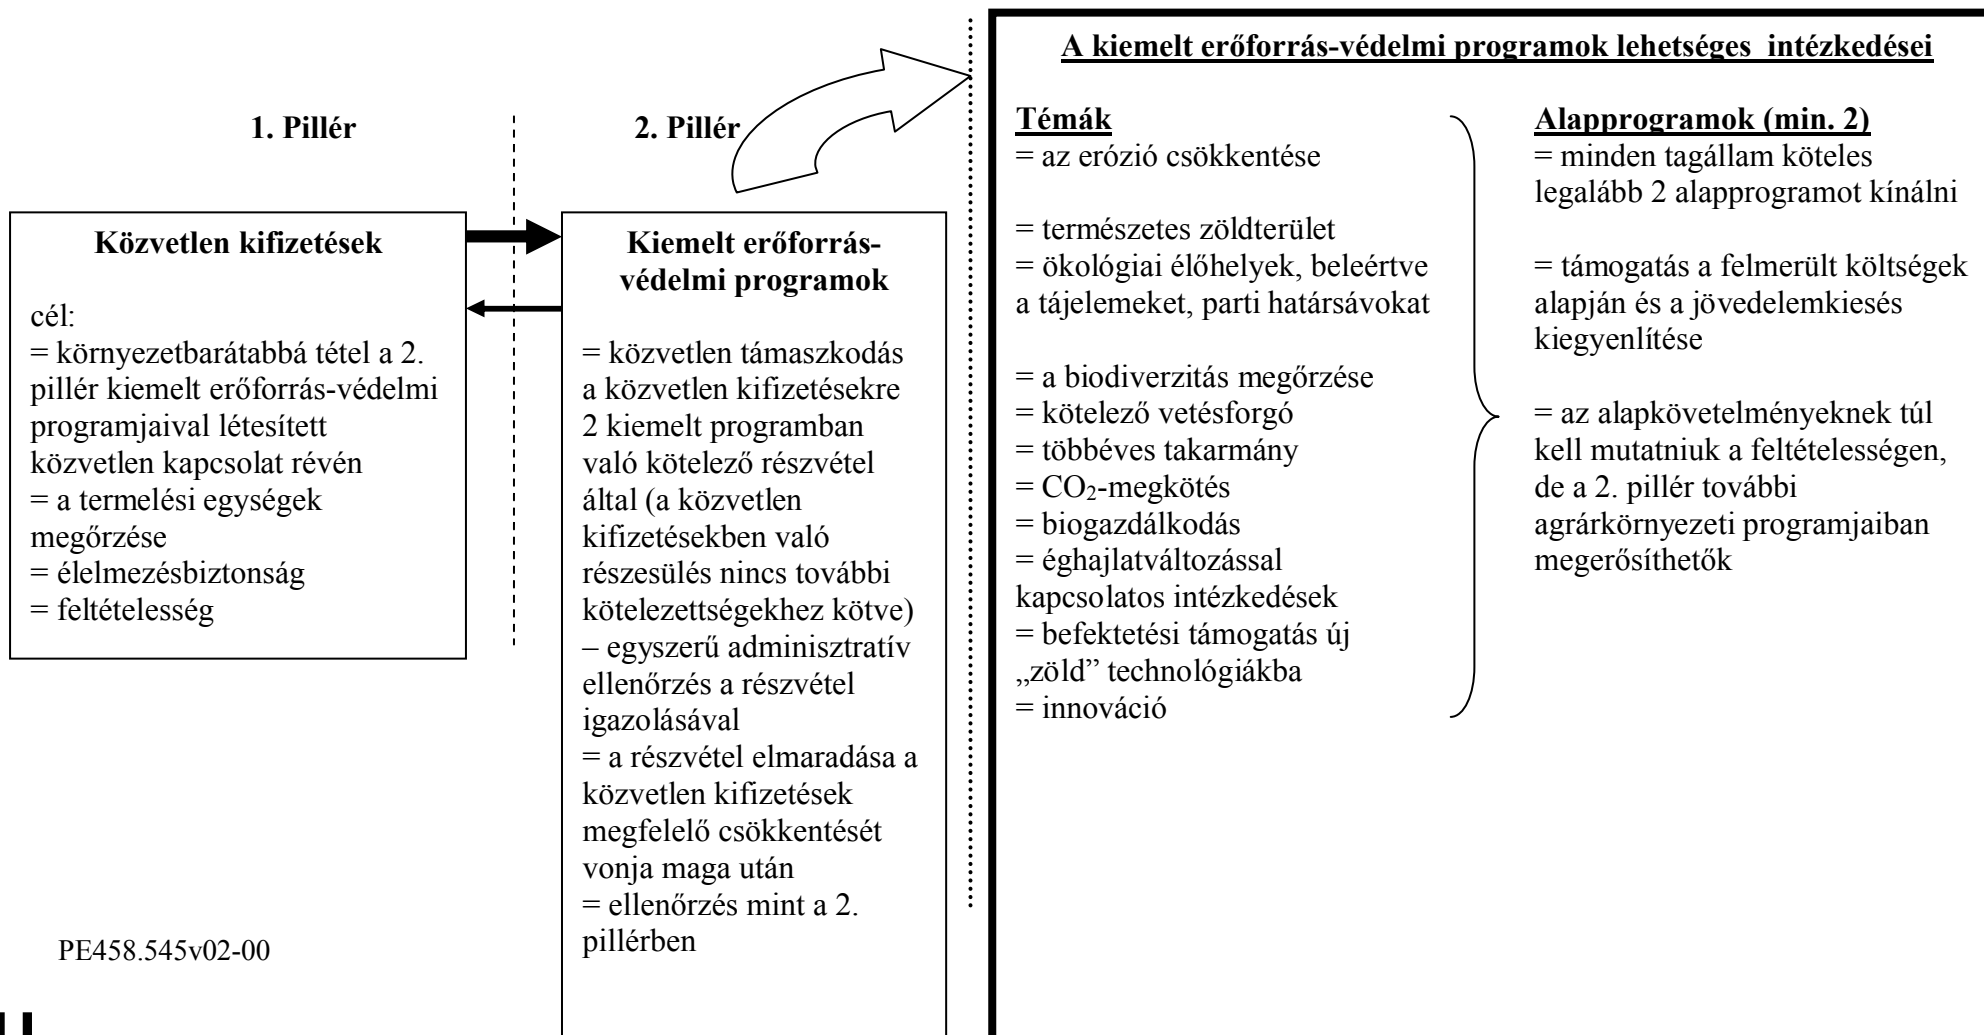 1. Pillér
Közvetlen kifizetések
cél:
= környezetbarátabbá tétel a 2.
pillér kiemelt erőforrás-védelmi
programjaival létesített
közvetlen kapcsolat révén
= a termelési egységek
megőrzése
= élelmezésbiztonság
= feltételesség
2. Pillér
Kiemelt erőforrás-
védelmi programok
= közvetlen támaszkodás
a közvetlen kifizetésekre
2 kiemelt programban
való kötelező részvétel
által (a közvetlen
kifizetésekben való
részesülés nincs további
kötelezettségekhez kötve)
– egyszerű adminisztratív
ellenőrzés a részvétel
igazolásával
= a részvétel elmaradása a
közvetlen kifizetések
megfelelő csökkentését
vonja maga után
= ellenőrzés mint a 2.
pillérben
A kiemelt erőforrás-védelmi programok lehetséges intézkedései
Témák
= az erózió csökkentése
= természetes zöldterület
= ökológiai élőhelyek, beleértve
a tájelemeket, parti határsávokat
= a biodiverzitás megőrzése
= kötelező vetésforgó
= többéves takarmány
= CO₂-megkötés
= biogazdálkodás
= éghajlatváltozással
kapcsolatos intézkedések
= befektetési támogatás új
„zöld” technológiákba
= innováció
Alapprogramok (min. 2)
= minden tagállam köteles
legalább 2 alapprogramot kínálni
= támogatás a felmerült költségek
alapján és a jövedelemkiesés
kiegyenlítése
= az alapkövetelményeknek túl
kell mutatniuk a feltételességen,
de a 2. pillér további
agrárkörnyezeti programjaiban
megerősíthetők
PE458.545v02-00